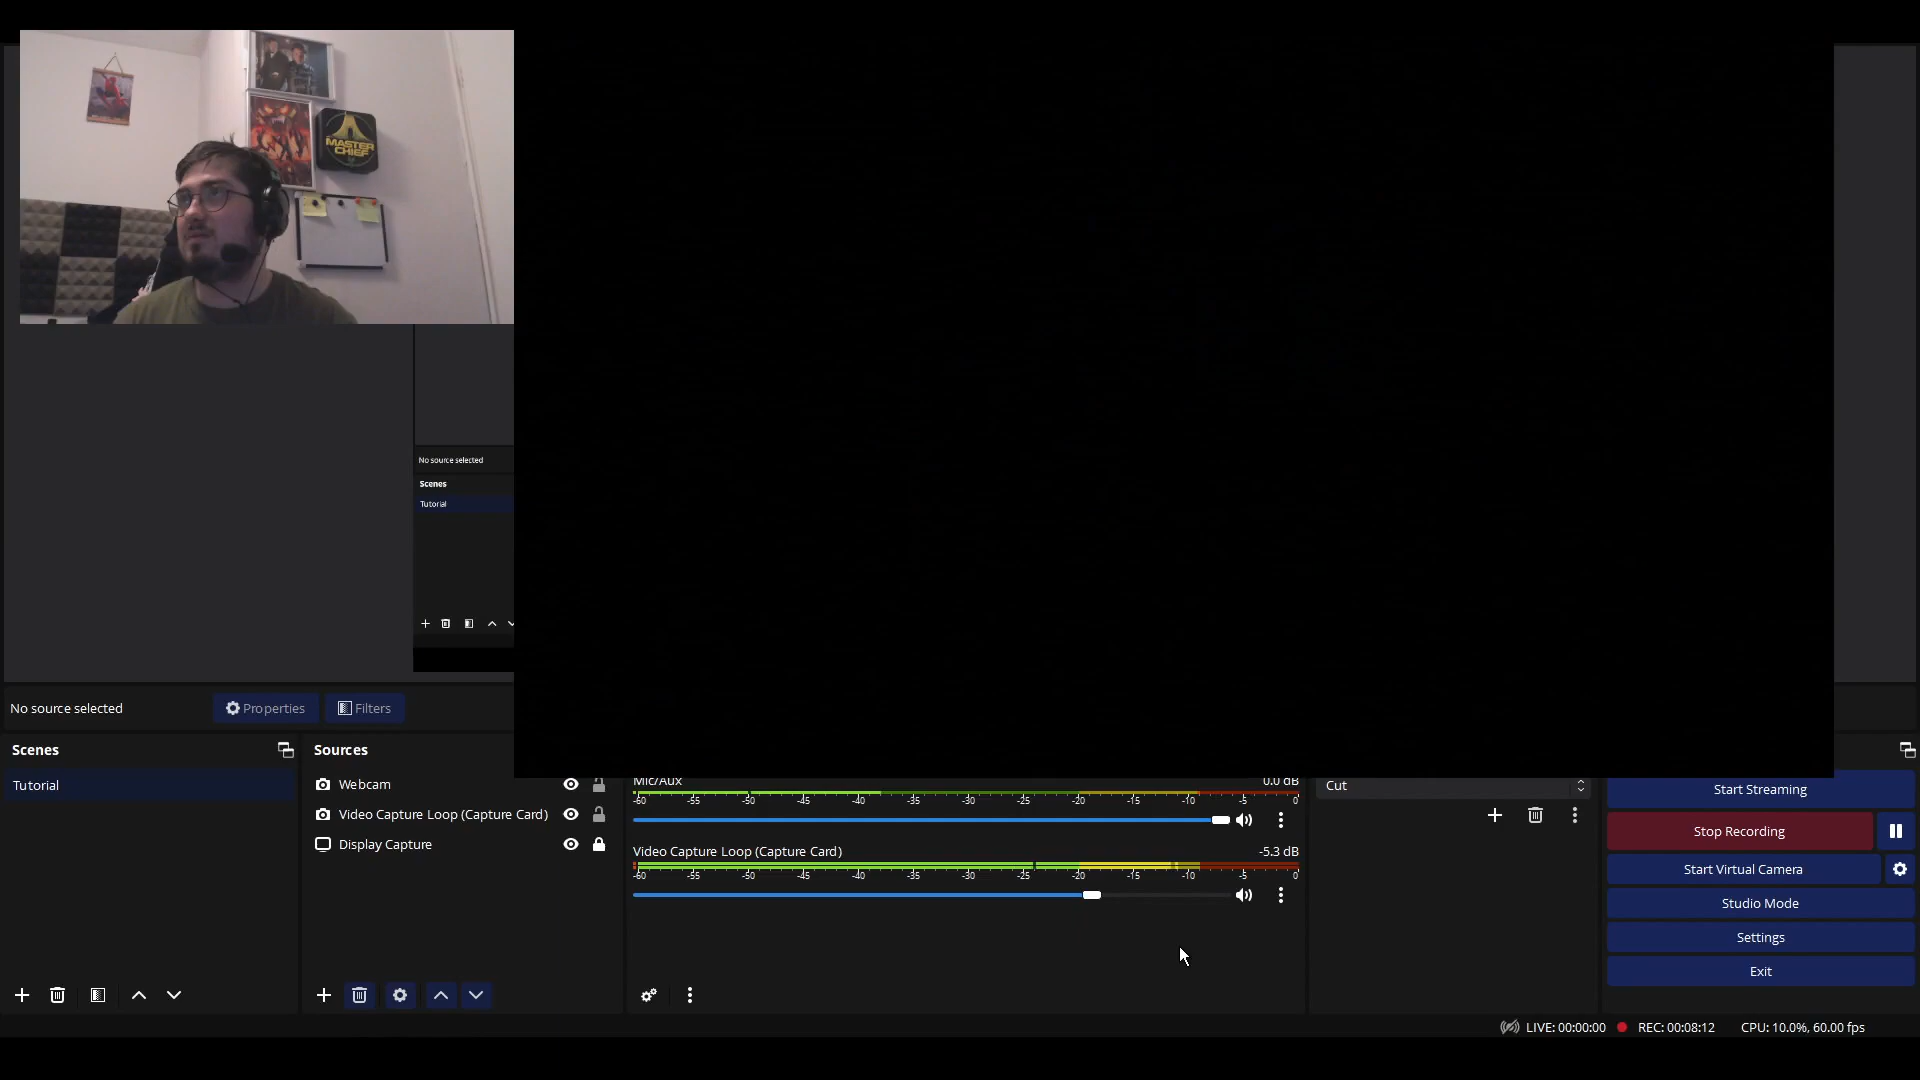 MASTER
CHIEF
No source selected
Scenes
Tutorial
No source selected
Properties
Filters
Scenes
Tutorial
Sources
Webcam
Video Capture Loop (Capture Card)
Display Capture
Mic/Aux
0.0 dB
-60 -55 -50 -45 -40 -35 -30 -25 -20 -15 -10 -5 0
Video Capture Loop (Capture Card)
-5.3 dB
-60 -55 -50 -45 -40 -35 -30 -25 -20 -15 -10 -5 0
Cut
Start Streaming
Stop Recording
Start Virtual Camera
Studio Mode
Settings
Exit
LIVE: 00:00:00
REC: 00:08:12
CPU: 10.0%, 60.00 fps